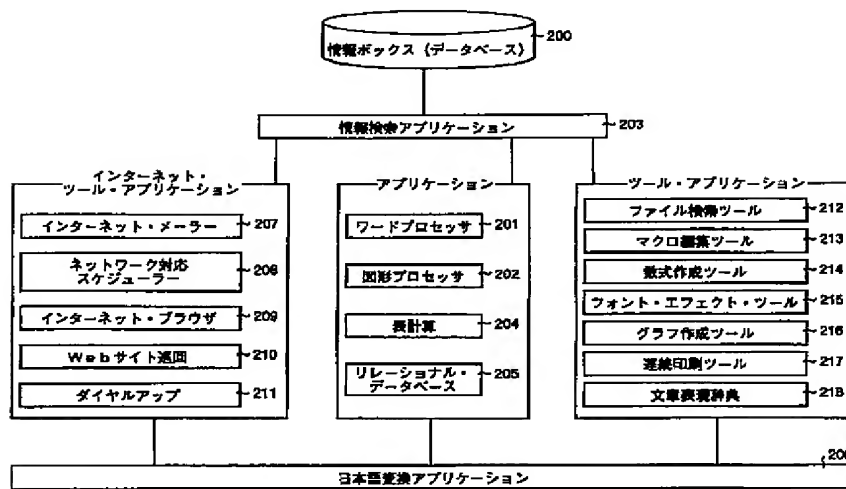 情報ボックス (データベース)
200
情報検索アプリケーション
203
インターネット・
ツール・アプリケーション
インターネット・メーラー
207
ネットワーク対応
スケジューラー
208
インターネット・ブラウザ
209
Webサイト巡回
210
ダイヤルアップ
211
アプリケーション
ワードプロセッサ
201
図形プロセッサ
202
表計算
204
リレーショナル・
データベース
205
ツール・アプリケーション
ファイル検索ツール
212
マクロ編集ツール
213
数式作成ツール
214
フォント・エフェクト・ツール
215
グラフ作成ツール
216
連続印刷ツール
217
文章表現辞典
218
日本語変換アプリケーション